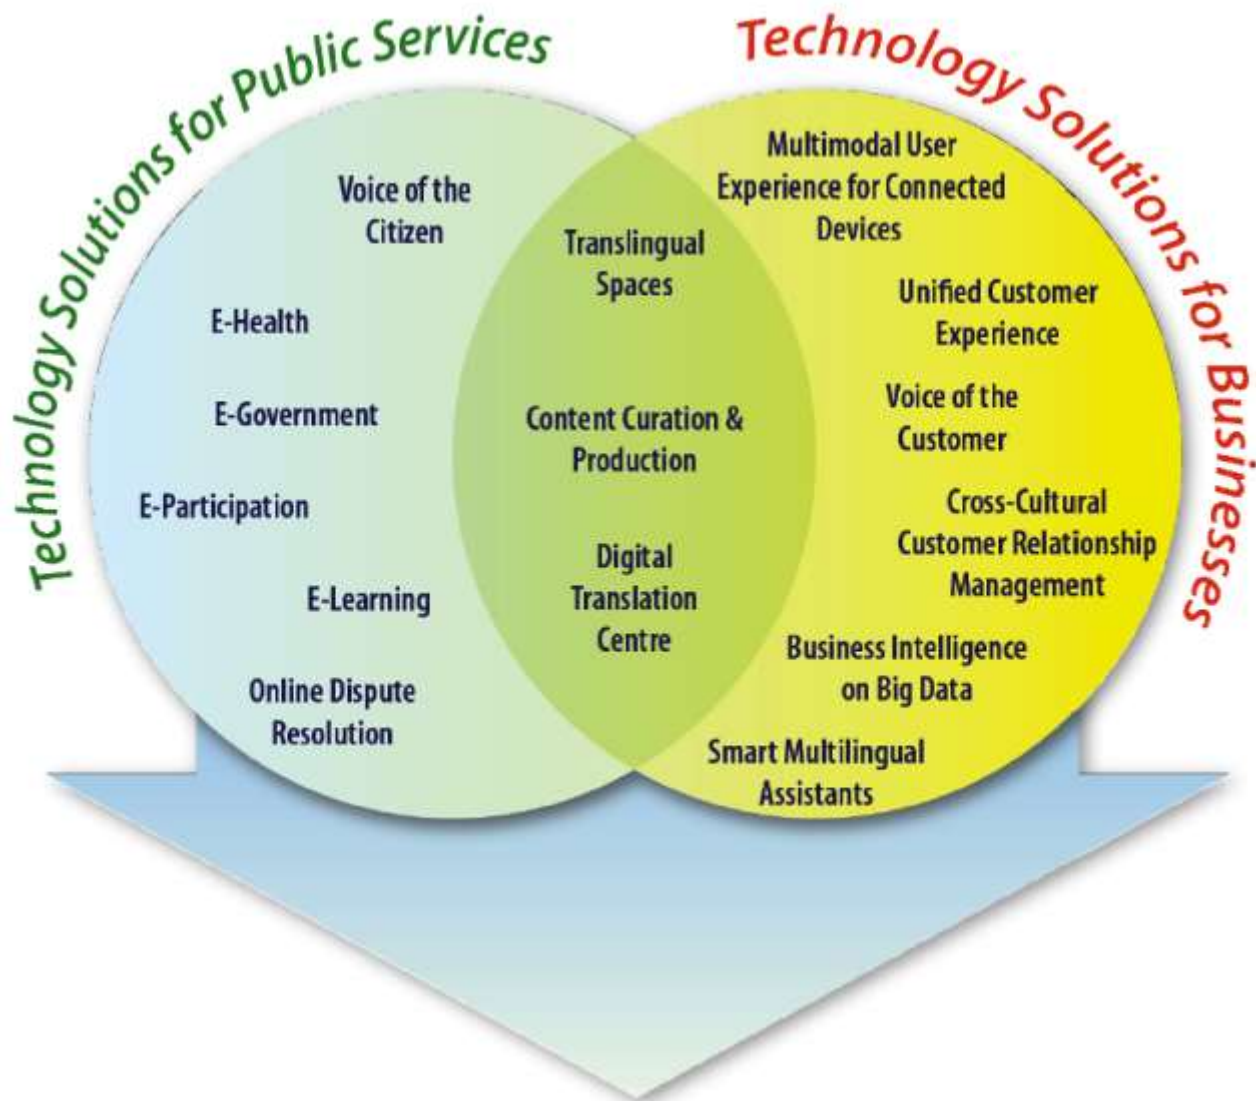 Technology Solutions for Public Services
Technology Solutions for Businesses
Voice of the
Citizen
E-Health
E-Government
E-Participation
E-Learning
Online Dispute
Resolution
Translingual
Spaces
Content Curation &
Production
Digital
Translation
Centre
Multimodal User
Experience for Connected
Devices
Unified Customer
Experience
Voice of the
Customer
Cross-Cultural
Customer Relationship
Management
Business Intelligence
on Big Data
Smart Multilingual
Assistants